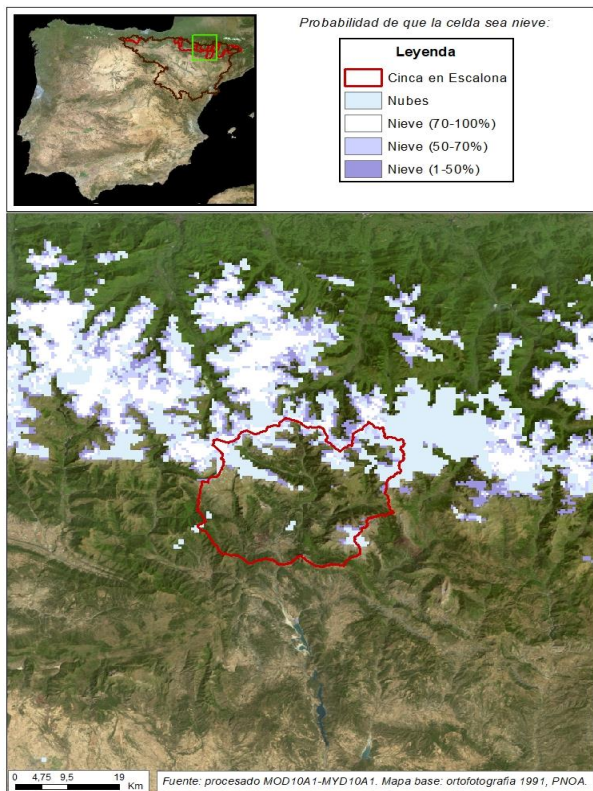 Probabilidad de que la celda sea nieve:
Leyenda
Cinca en Escalona
Nubes
Nieve (70-100%)
Nieve (50-70%)
Nieve (1-50%)
0 4,75 9,5 19
Km
Fuente: procesado MOD10A1-MYD10A1. Mapa base: ortofotografia 1991, PNOA.